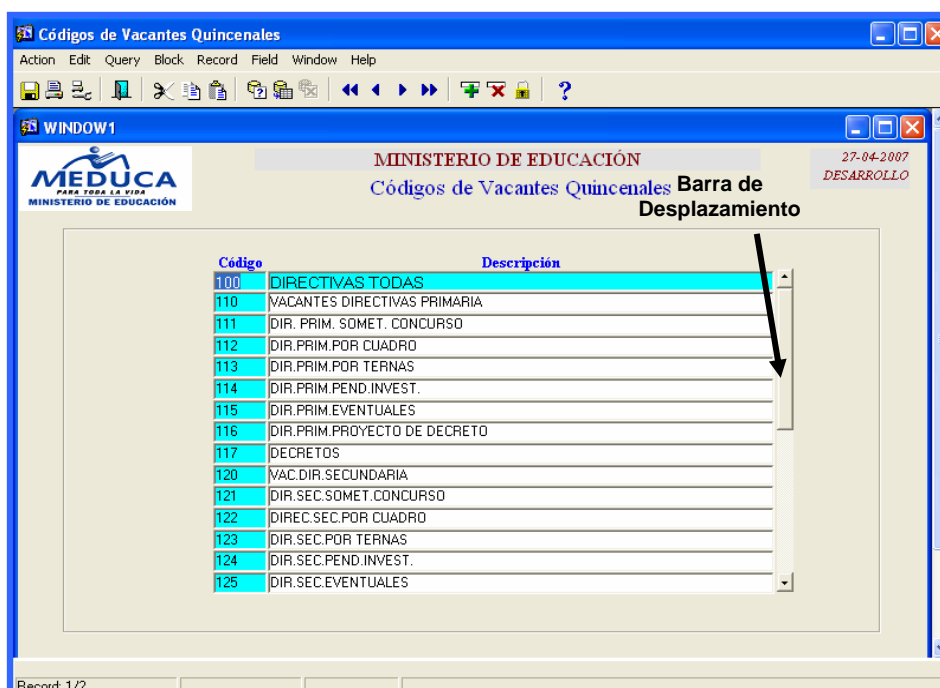 Códigos de Vacantes Quincenales
Action Edit Query Block Record Field Window Help
WINDOW1
MEDUCA
PARA TODA LA VIDA
MINISTERIO DE EDUCACIÓN
MINISTERIO DE EDUCACIÓN
Códigos de Vacantes Quincenales
27-04-2007
DESARROLLO
Barra de
Desplazamiento
Código Descripción
100 DIRECTIVAS TODAS
110 VACANTES DIRECTIVAS PRIMARIA
111 DIR. PRIM. SOMET. CONCURSO
112 DIR.PRIM.POR CUADRO
113 DIR.PRIM.POR TERNAS
114 DIR.PRIM.PEND.INVEST.
115 DIR.PRIM.EVENTUALES
116 DIR.PRIM.PROYECTO DE DECRETO
117 DECRETOS
120 VAC.DIR.SECUNDARIA
121 DIR.SEC.SOMET.CONCURSO
122 DIREC.SEC.POR CUADRO
123 DIR.SEC.POR TERNAS
124 DIR.SEC.PEND.INVEST.
125 DIR.SEC.EVENTUALES
Record: 1/?